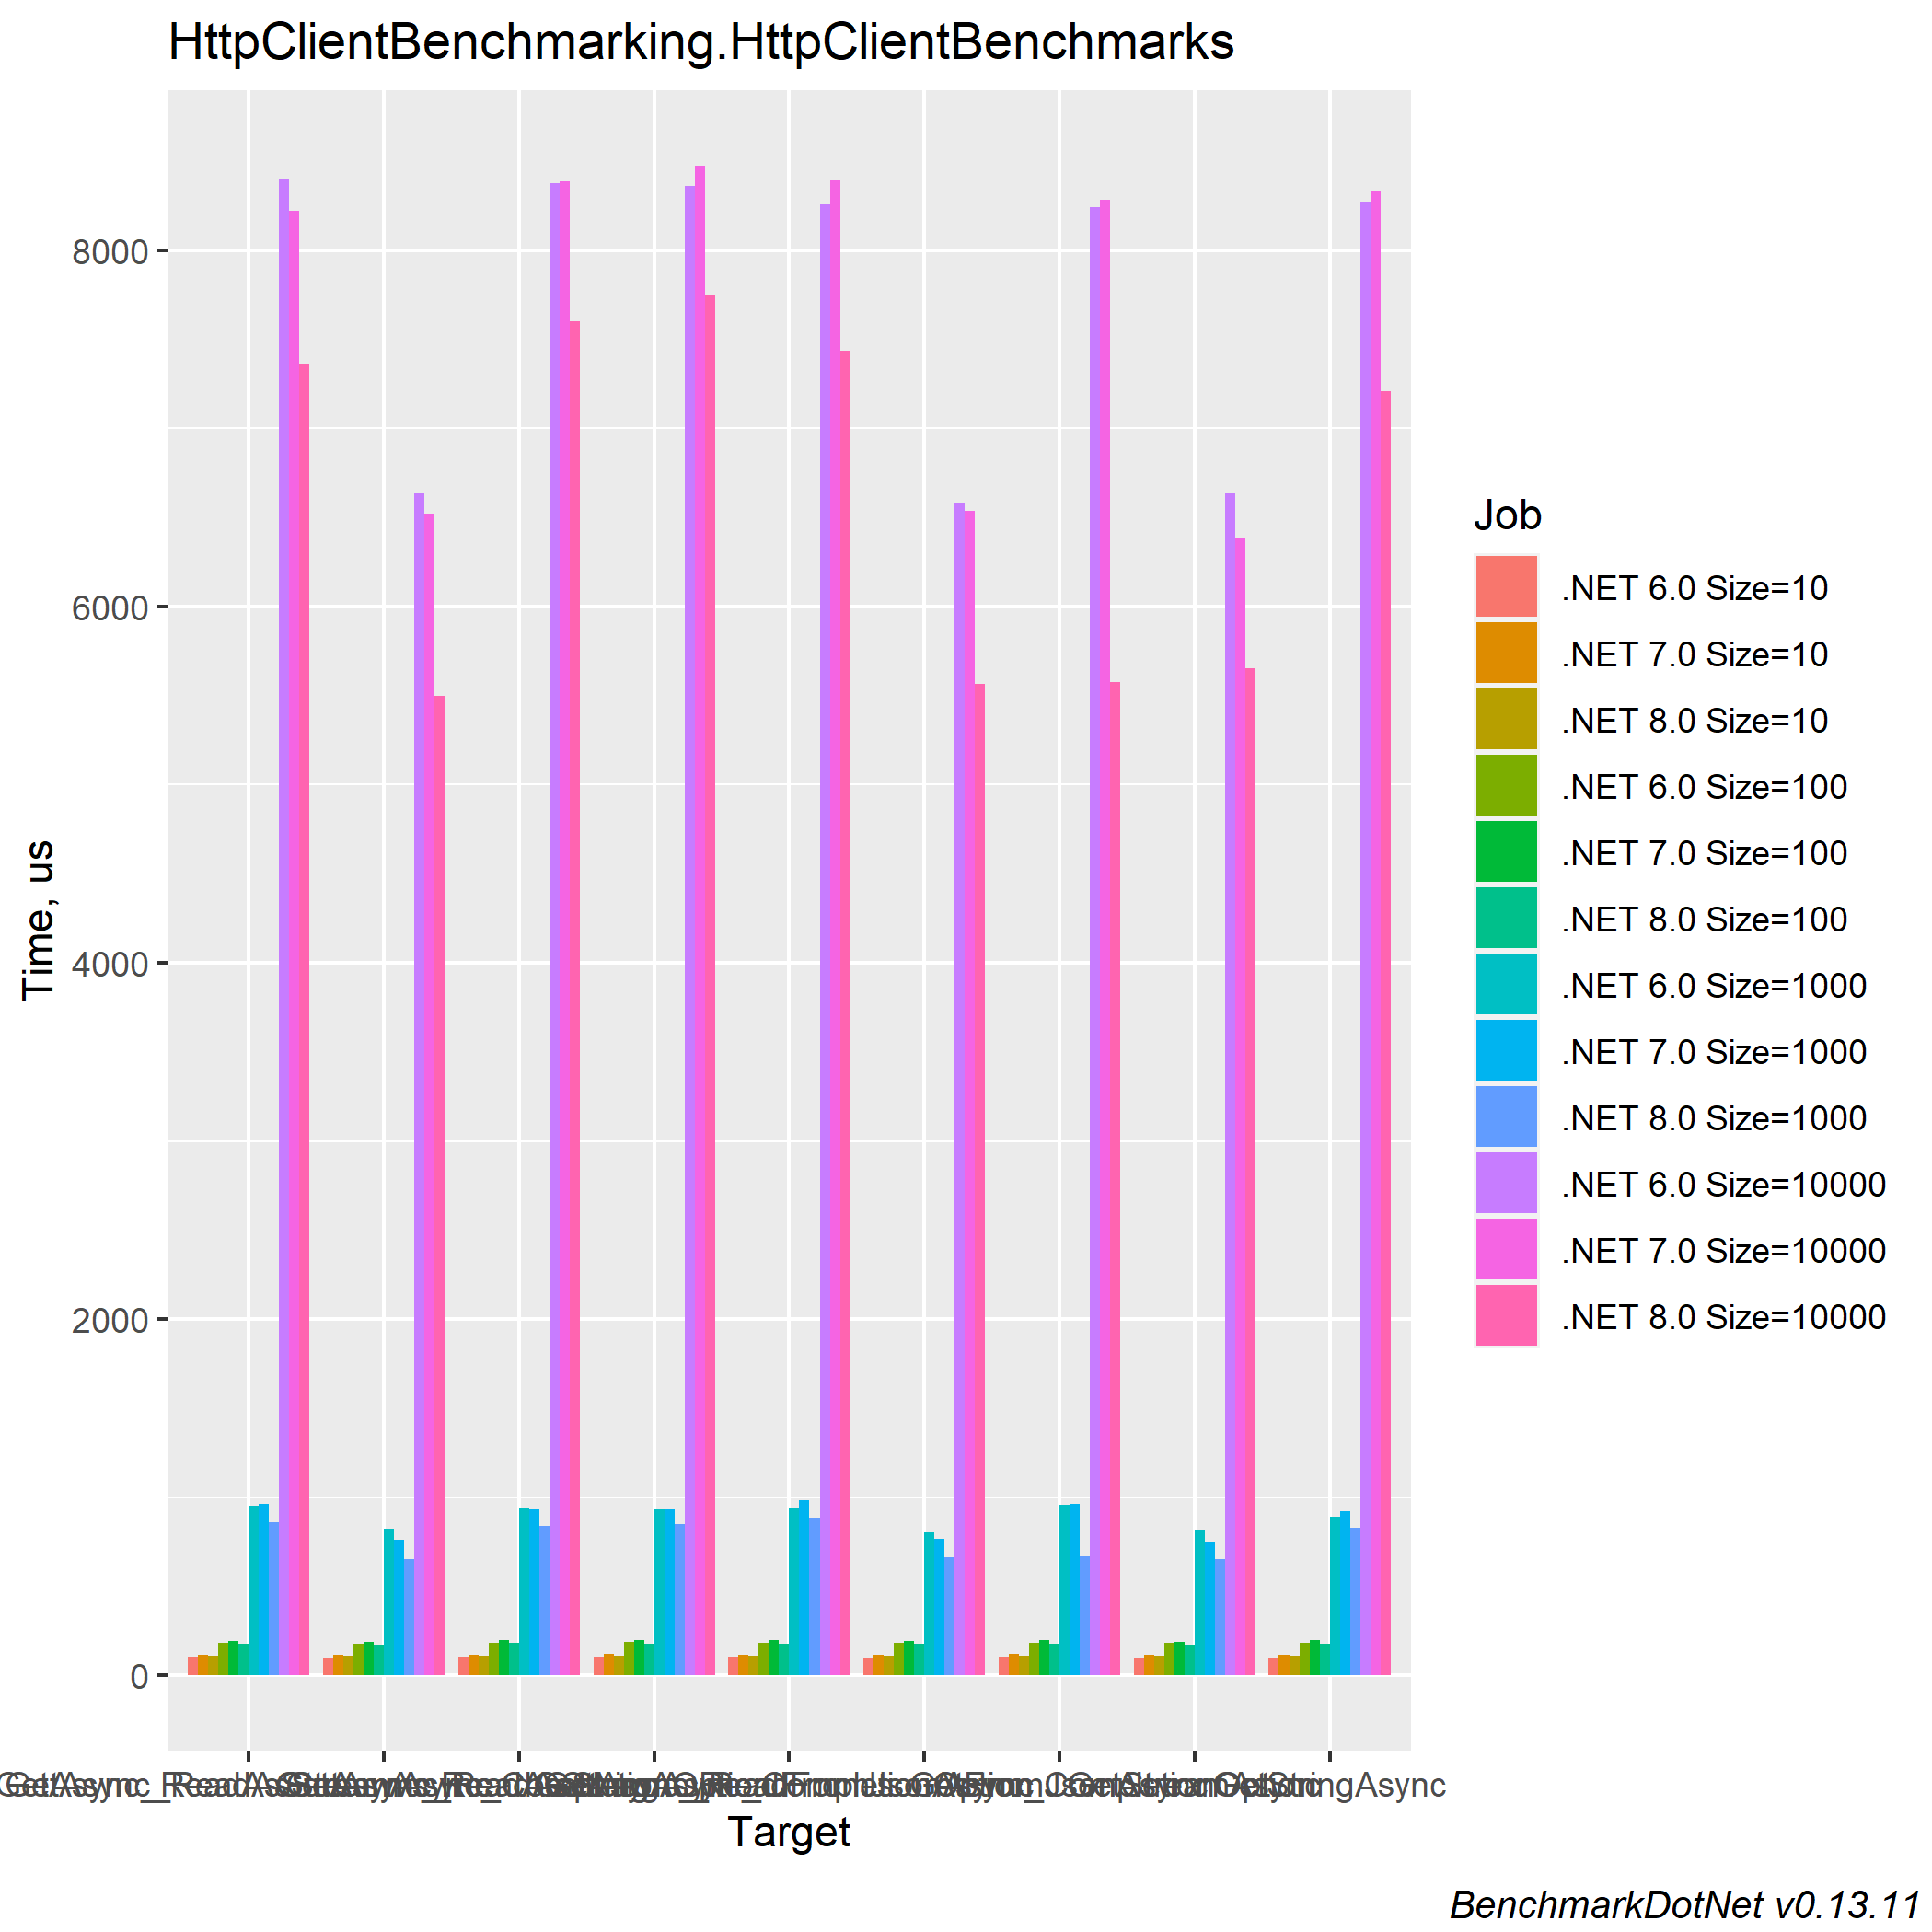 HttpClientBenchmarking.HttpClientBenchmarks
8000
6000
4000
2000
0
Time, us
GetStringAsync
Target
Job
.NET 6.0 Size=10
.NET 7.0 Size=10
.NET 8.0 Size=10
.NET 6.0 Size=100
.NET 7.0 Size=100
.NET 8.0 Size=100
.NET 6.0 Size=1000
.NET 7.0 Size=1000
.NET 8.0 Size=1000
.NET 6.0 Size=10000
.NET 7.0 Size=10000
.NET 8.0 Size=10000
BenchmarkDotNet v0.13.11